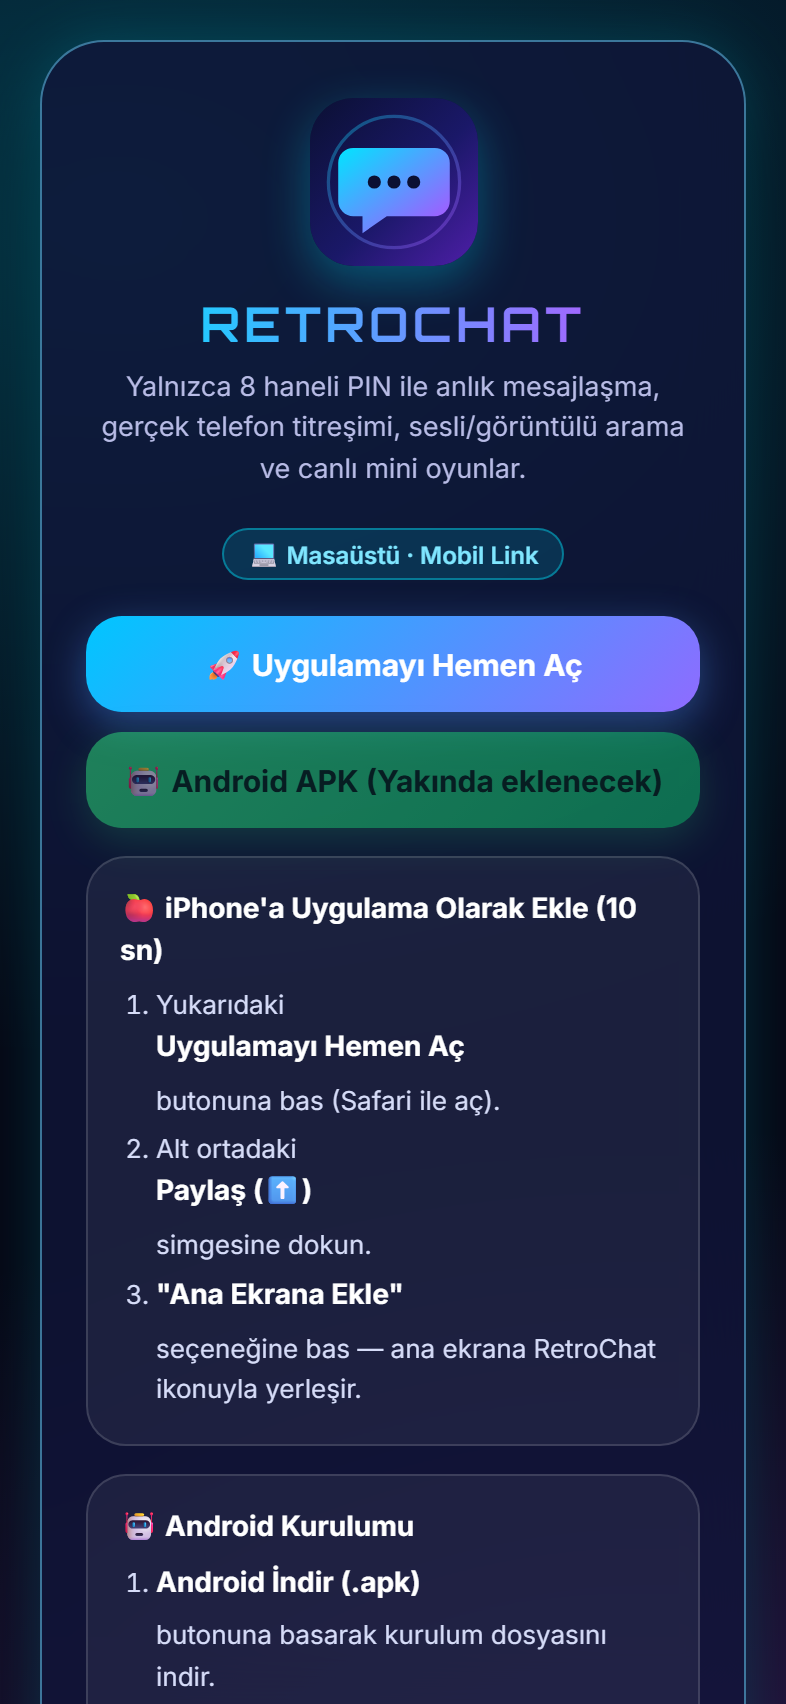 RETROCHAT
Yalnızca 8 haneli PIN ile anlık mesajlaşma,
gerçek telefon titreşimi, sesli/görüntülü arama
ve canlı mini oyunlar.
💻 Masaüstü · Mobil Link
🚀 Uygulamayı Hemen Aç
🤖 Android APK (Yakında eklenecek)
🍎 iPhone'a Uygulama Olarak Ekle (10
sn)
1. Yukarıdaki
Uygulamayı Hemen Aç
butonuna bas (Safari ile aç).
2. Alt ortadaki
Paylaş (⬆️)
simgesine dokun.
3. "Ana Ekrana Ekle"
seçeneğine bas — ana ekrana RetroChat
ikonuyla yerleşir.
🤖 Android Kurulumu
1. Android İndir (.apk)
butonuna basarak kurulum dosyasını
indir.